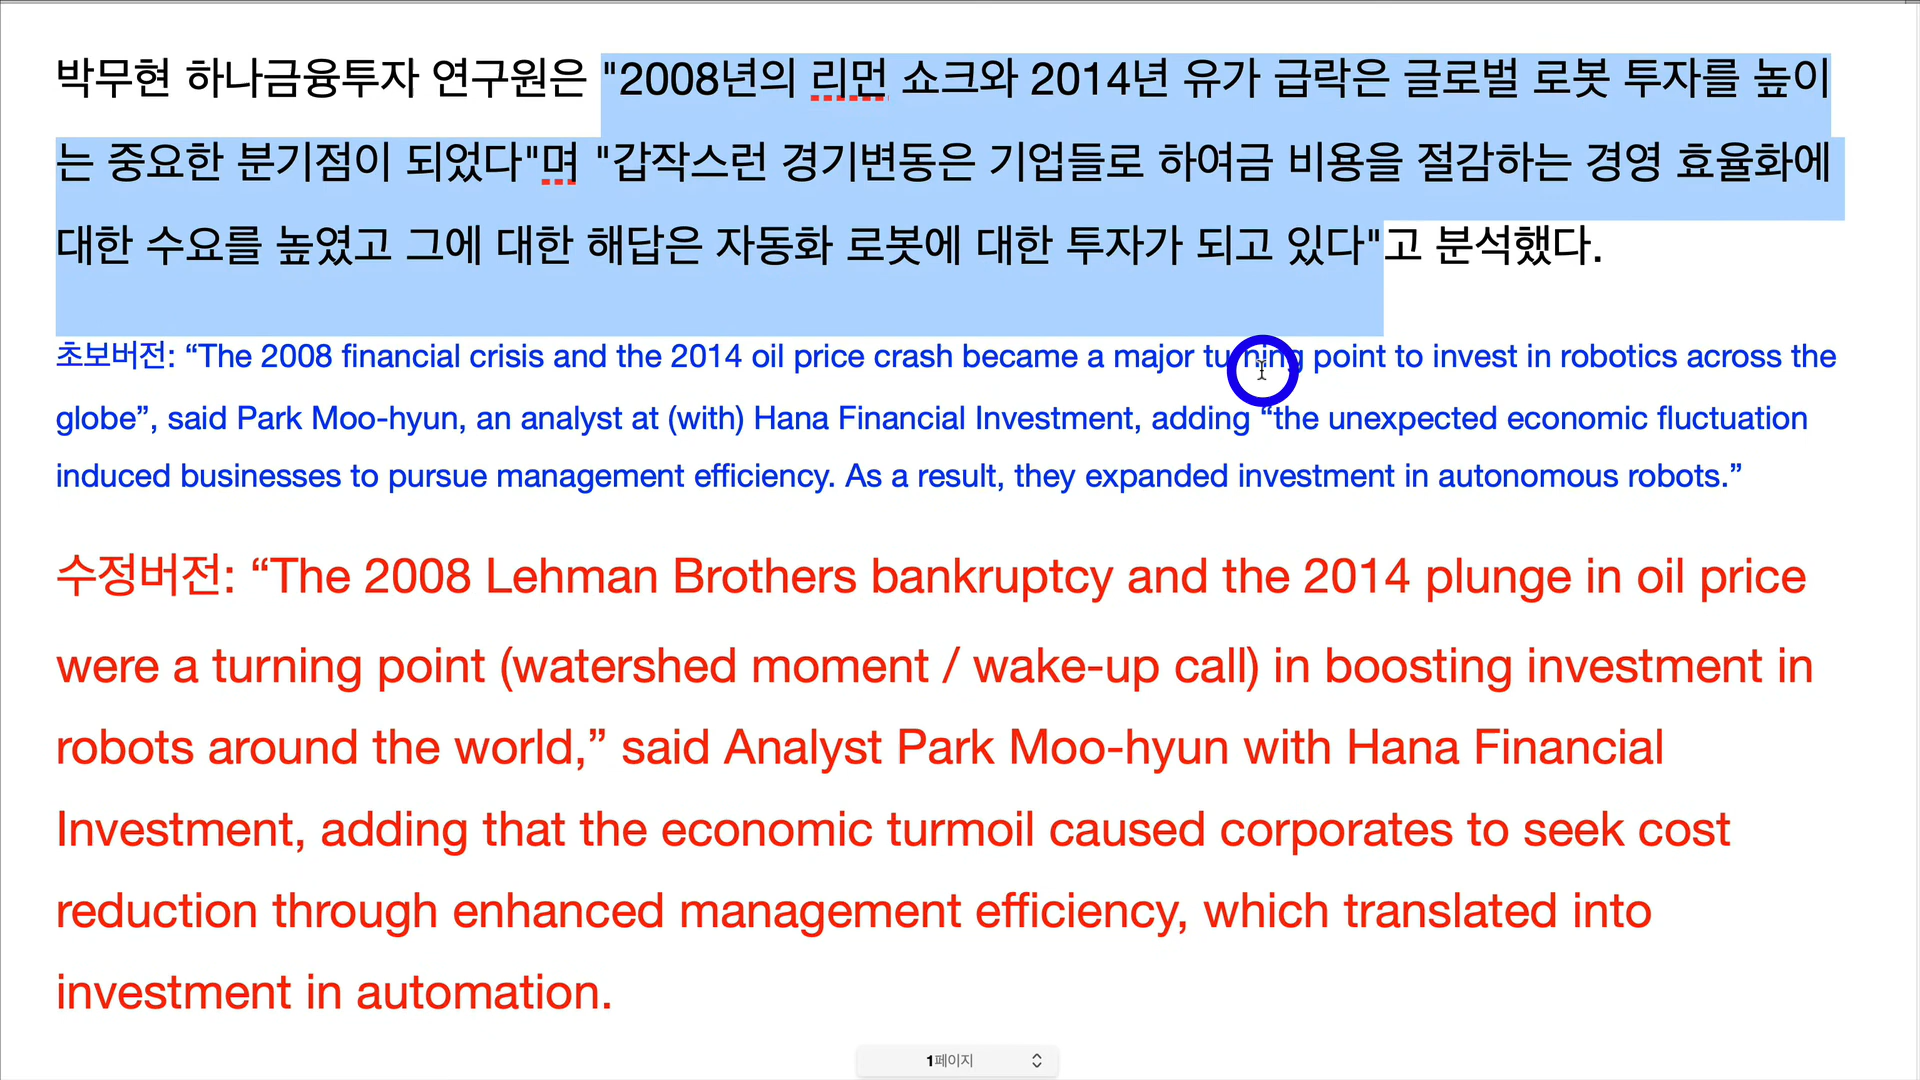 박무현 하나금융투자 연구원은 "2008년의 리먼 쇼크와 2014년 유가 급락은 글로벌 로봇 투자를 높이
는 중요한 분기점이 되었다"며 "갑작스런 경기변동은 기업들로 하여금 비용을 절감하는 경영 효율화에
대한 수요를 높였고 그에 대한 해답은 자동화 로봇에 대한 투자가 되고 있다"고 분석했다.
초보버전: “The 2008 financial crisis and the 2014 oil price crash became a major turning point to invest in robotics across the
globe”, said Park Moo-hyun, an analyst at (with) Hana Financial Investment, adding “the unexpected economic fluctuation
induced businesses to pursue management efficiency. As a result, they expanded investment in autonomous robots.”
수정버전: “The 2008 Lehman Brothers bankruptcy and the 2014 plunge in oil price
were a turning point (watershed moment / wake-up call) in boosting investment in
robots around the world,” said Analyst Park Moo-hyun with Hana Financial
Investment, adding that the economic turmoil caused corporates to seek cost
reduction through enhanced management efficiency, which translated into
investment in automation.
1페이지